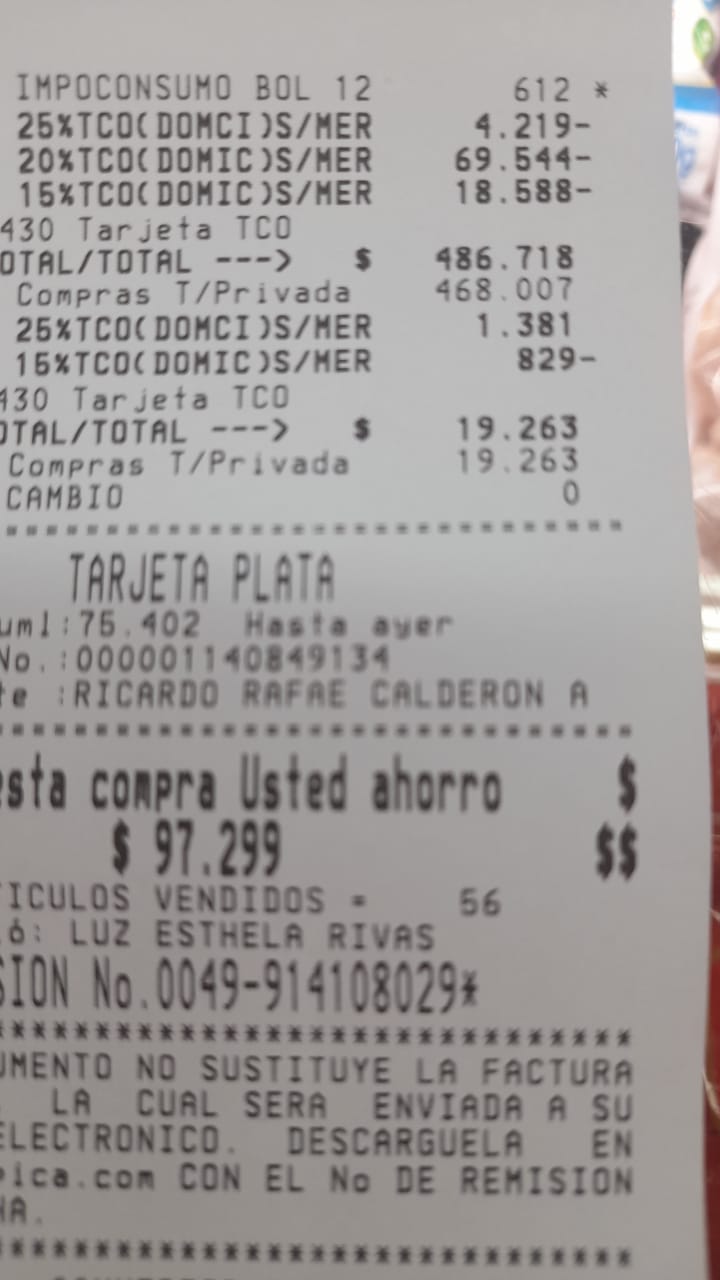 IMPOCONSUMO BOL 12 612 *
25%TCO(DOMCI)S/MER 4.219-
20%TCO(DOMIC)S/MER 69.544-
15%TCO(DOMIC)S/MER 18.588-
430 Tarjeta TCO
OTAL/TOTAL ---> $ 486.718
Compras T/Privada 468.007
25%TCO(DOMCI)S/MER 1.381
15%TCO(DOMIC)S/MER 829-
430 Tarjeta TCO
OTAL/TOTAL ---> $ 19.263
Compras T/Privada 19.263
CAMBIO 0
TARJETA PLATA
uml:75.402 Hasta ayer
No.:000001140849134
te :RICARDO RAFAE CALDERON A
esta compra Usted ahorro $
$ 97.299 $$
TICULOS VENDIDOS = 56
ó: LUZ ESTHELA RIVAS
SION No.0049-914108029*
*********************************
UMENTO NO SUSTITUYE LA FACTURA
LA CUAL SERA ENVIADA A SU
ELECTRONICO. DESCARGUELA EN
pica.com CON EL No DE REMISION
HA.
*********************************